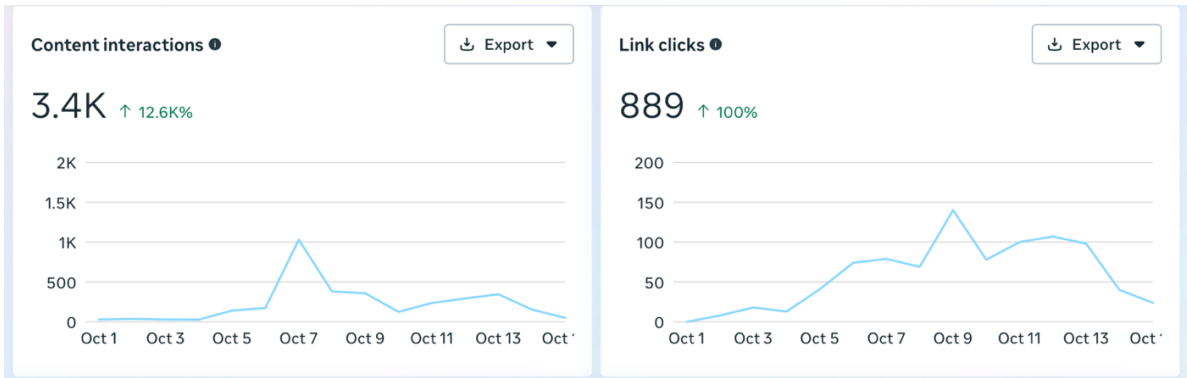 Content interactions
Export
3.4K ↑ 12.6K%
2K
1.5K
1K
500
0
Oct 1 Oct 3 Oct 5 Oct 7 Oct 9 Oct 11 Oct 13 Oct
Link clicks
Export
889 ↑ 100%
200
150
100
50
0
Oct 1 Oct 3 Oct 5 Oct 7 Oct 9 Oct 11 Oct 13 Oct